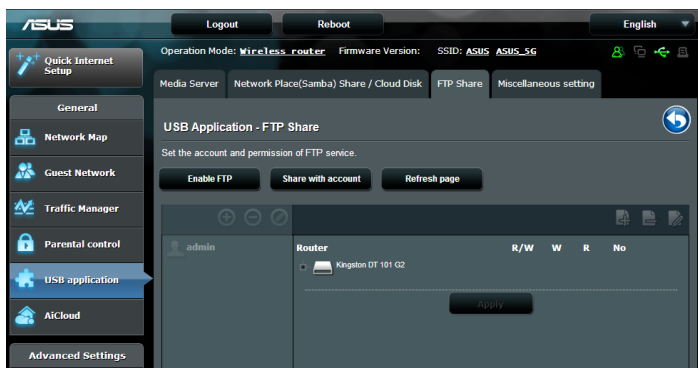 ASUS
Logout
Reboot
English
Quick Internet Setup
Operation Mode: Wireless router Firmware Version: SSID: ASUS ASUS_5G
Media Server
Network Place(Samba) Share / Cloud Disk
FTP Share
Miscellaneous setting
General
Network Map
Guest Network
Traffic Manager
Parental control
USB application
AiCloud
Advanced Settings
USB Application - FTP Share
Set the account and permission of FTP service.
Enable FTP
Share with account
Refresh page
admin
Router R/W W R No
Kingston DT 101 G2
Apply